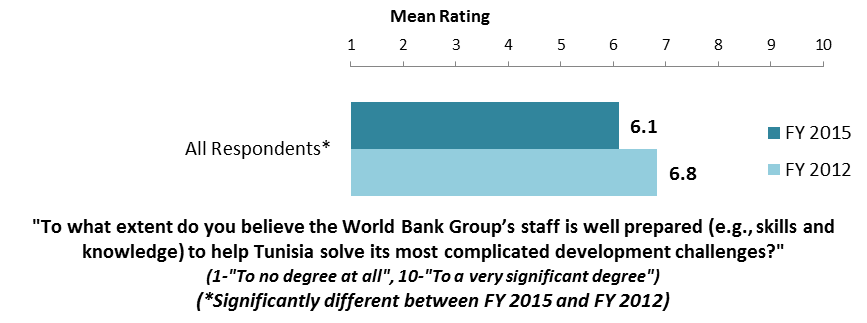 Mean Rating
1 2 3 4 5 6 7 8 9 10
6.1
All Respondents*
6.8
FY 2015
FY 2012
"To what extent do you believe the World Bank Group’s staff is well prepared (e.g., skills and
knowledge) to help Tunisia solve its most complicated development challenges?"
(1-"To no degree at all", 10-"To a very significant degree")
(*Significantly different between FY 2015 and FY 2012)